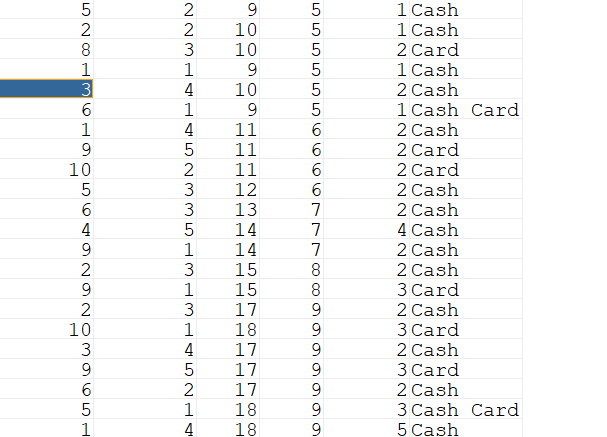 5 2 9 5 1 Cash
2 2 10 5 1 Cash
8 3 10 5 2 Card
1 1 9 5 1 Cash
3 4 10 5 2 Cash
6 1 9 5 1 Cash Card
1 4 11 6 2 Cash
9 5 11 6 2 Card
10 2 11 6 2 Card
5 3 12 6 2 Cash
6 3 13 7 2 Cash
4 5 14 7 4 Cash
9 1 14 7 2 Cash
2 3 15 8 2 Cash
9 1 15 8 3 Card
2 3 17 9 2 Cash
10 1 18 9 3 Card
3 4 17 9 2 Cash
9 5 17 9 3 Card
6 2 17 9 2 Cash
5 1 18 9 3 Cash Card
1 4 18 9 5 Cash